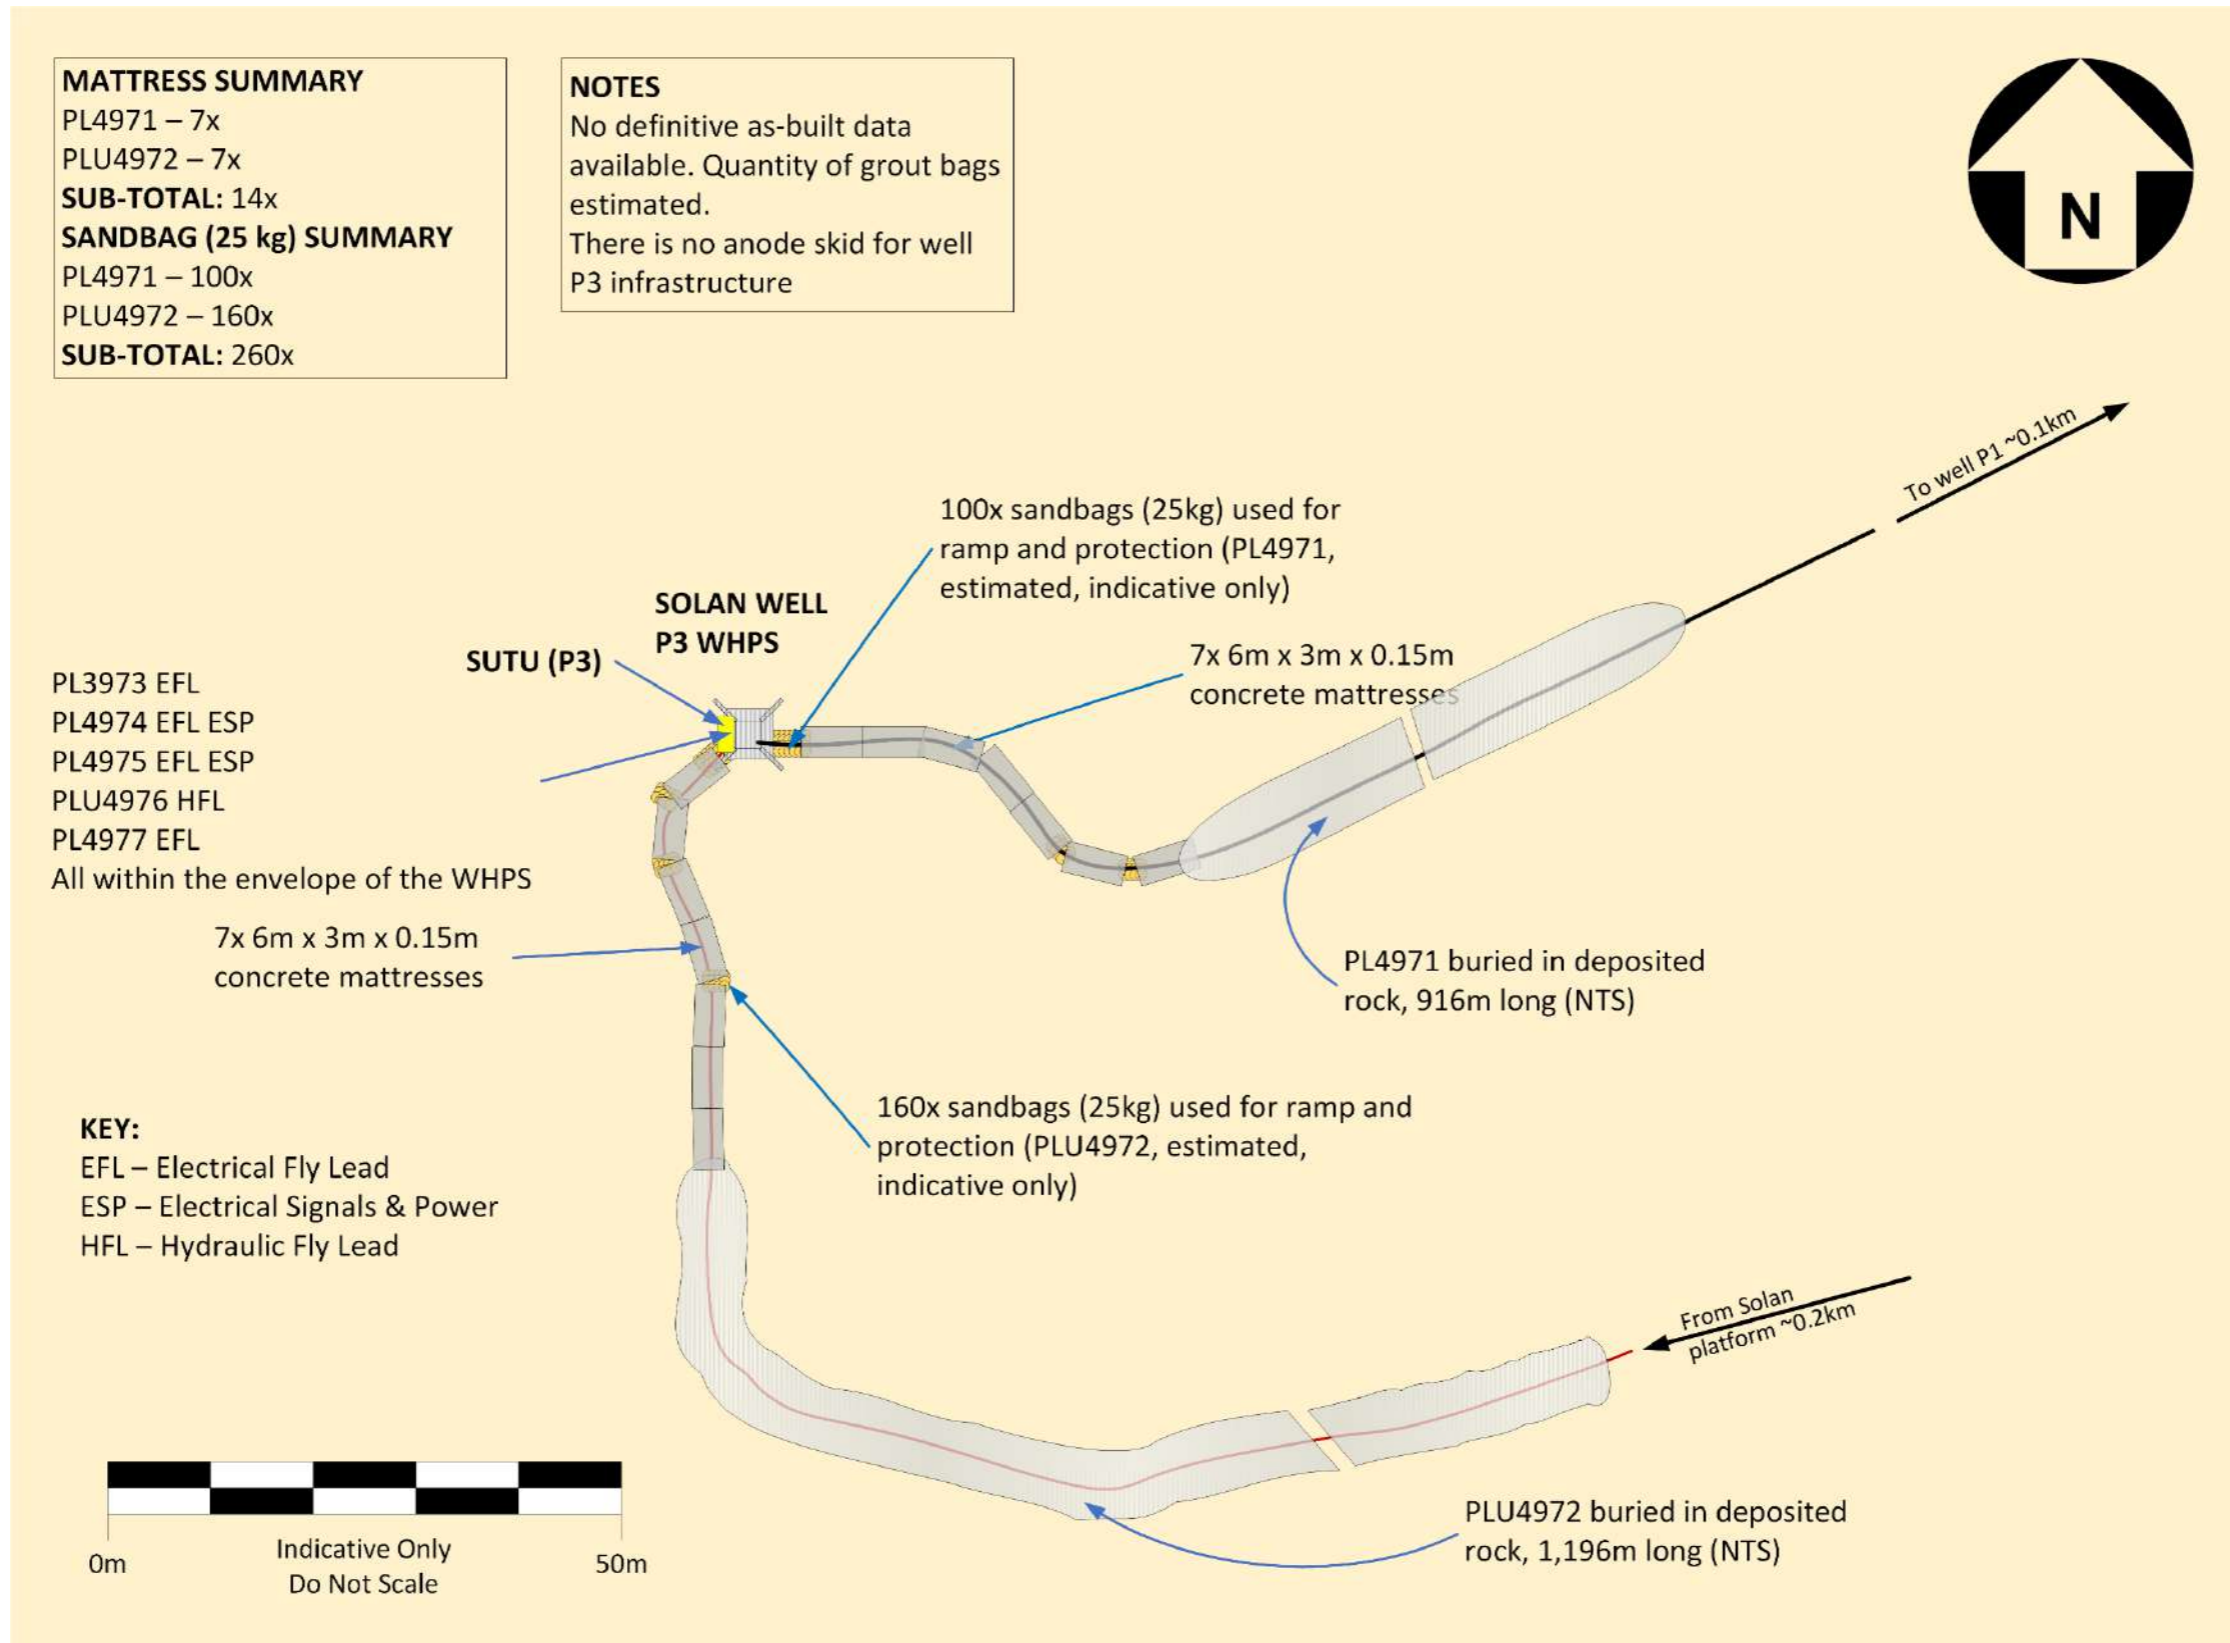 MATTRESS SUMMARY
PL4971 – 7x
PLU4972 – 7x
SUB-TOTAL: 14x
SANDBAG (25 kg) SUMMARY
PL4971 – 100x
PLU4972 – 160x
SUB-TOTAL: 260x
NOTES
No definitive as-built data
available. Quantity of grout bags
estimated.
There is no anode skid for well
P3 infrastructure
N
To well P1 ~0.1km
100x sandbags (25kg) used for
ramp and protection (PL4971,
estimated, indicative only)
SOLAN WELL
P3 WHPS
SUTU (P3)
7x 6m x 3m x 0.15m
concrete mattresses
PL3973 EFL
PL4974 EFL ESP
PL4975 EFL ESP
PLU4976 HFL
PL4977 EFL
All within the envelope of the WHPS
7x 6m x 3m x 0.15m
concrete mattresses
PL4971 buried in deposited
rock, 916m long (NTS)
160x sandbags (25kg) used for ramp and
protection (PLU4972, estimated,
indicative only)
KEY:
EFL – Electrical Fly Lead
ESP – Electrical Signals & Power
HFL – Hydraulic Fly Lead
From Solan
platform ~0.2km
PLU4972 buried in deposited
rock, 1,196m long (NTS)
0m
Indicative Only
Do Not Scale
50m